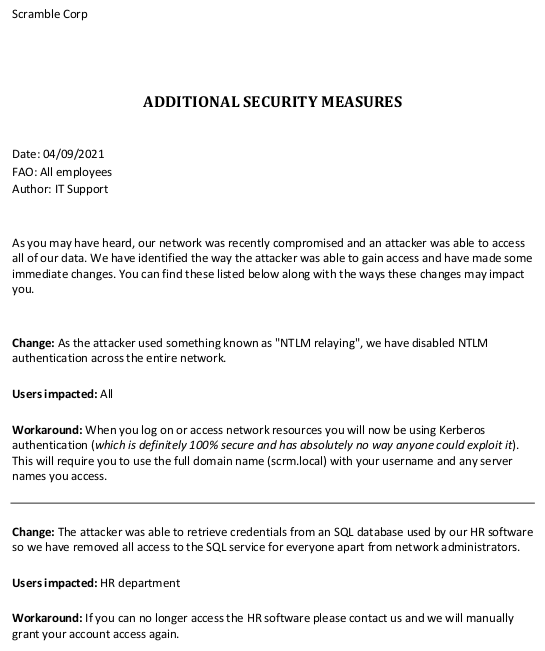 Scramble Corp
ADDITIONAL SECURITY MEASURES
Date: 04/09/2021
FAO: All employees
Author: IT Support
As you may have heard, our network was recently compromised and an attacker was able to access
all of our data. We have identified the way the attacker was able to gain access and have made some
immediate changes. You can find these listed below along with the ways these changes may impact
you.
Change: As the attacker used something known as "NTLM relaying", we have disabled NTLM
authentication across the entire network.
Users impacted: All
Workaround: When you log on or access network resources you will now be using Kerberos
authentication (which is definitely 100% secure and has absolutely no way anyone could exploit it).
This will require you to use the full domain name (scrm.local) with your username and any server
names you access.
Change: The attacker was able to retrieve credentials from an SQL database used by our HR software
so we have removed all access to the SQL service for everyone apart from network administrators.
Users impacted: HR department
Workaround: If you can no longer access the HR software please contact us and we will manually
grant your account access again.